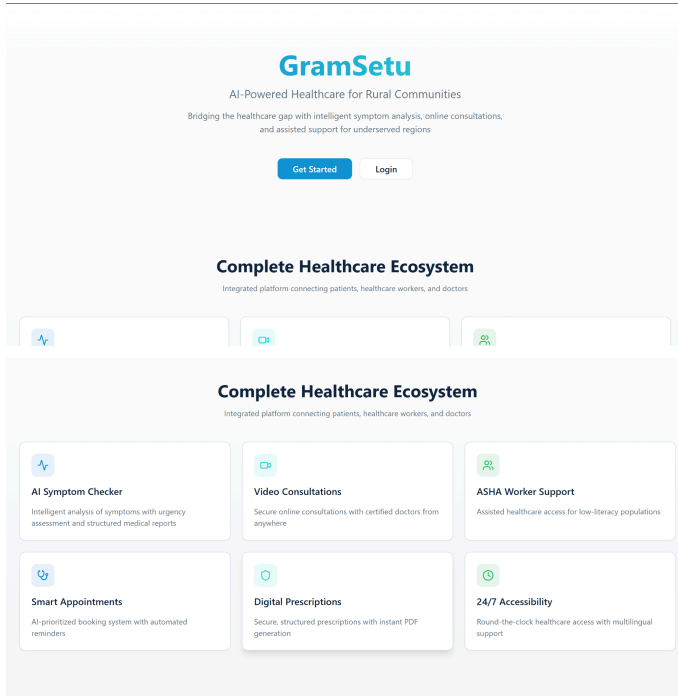 GramSetu
AI-Powered Healthcare for Rural Communities
Bridging the healthcare gap with intelligent symptom analysis, online consultations,
and assisted support for underserved regions
Get Started
Login
Complete Healthcare Ecosystem
Integrated platform connecting patients, healthcare workers, and doctors
Complete Healthcare Ecosystem
Integrated platform connecting patients, healthcare workers, and doctors
AI Symptom Checker
Intelligent analysis of symptoms with urgency
assessment and structured medical reports
Video Consultations
Secure online consultations with certified doctors from
anywhere
ASHA Worker Support
Assisted healthcare access for low-literacy populations
Smart Appointments
AI-prioritized booking system with automated
reminders
Digital Prescriptions
Secure, structured prescriptions with instant PDF
generation
24/7 Accessibility
Round-the-clock healthcare access with multilingual
support